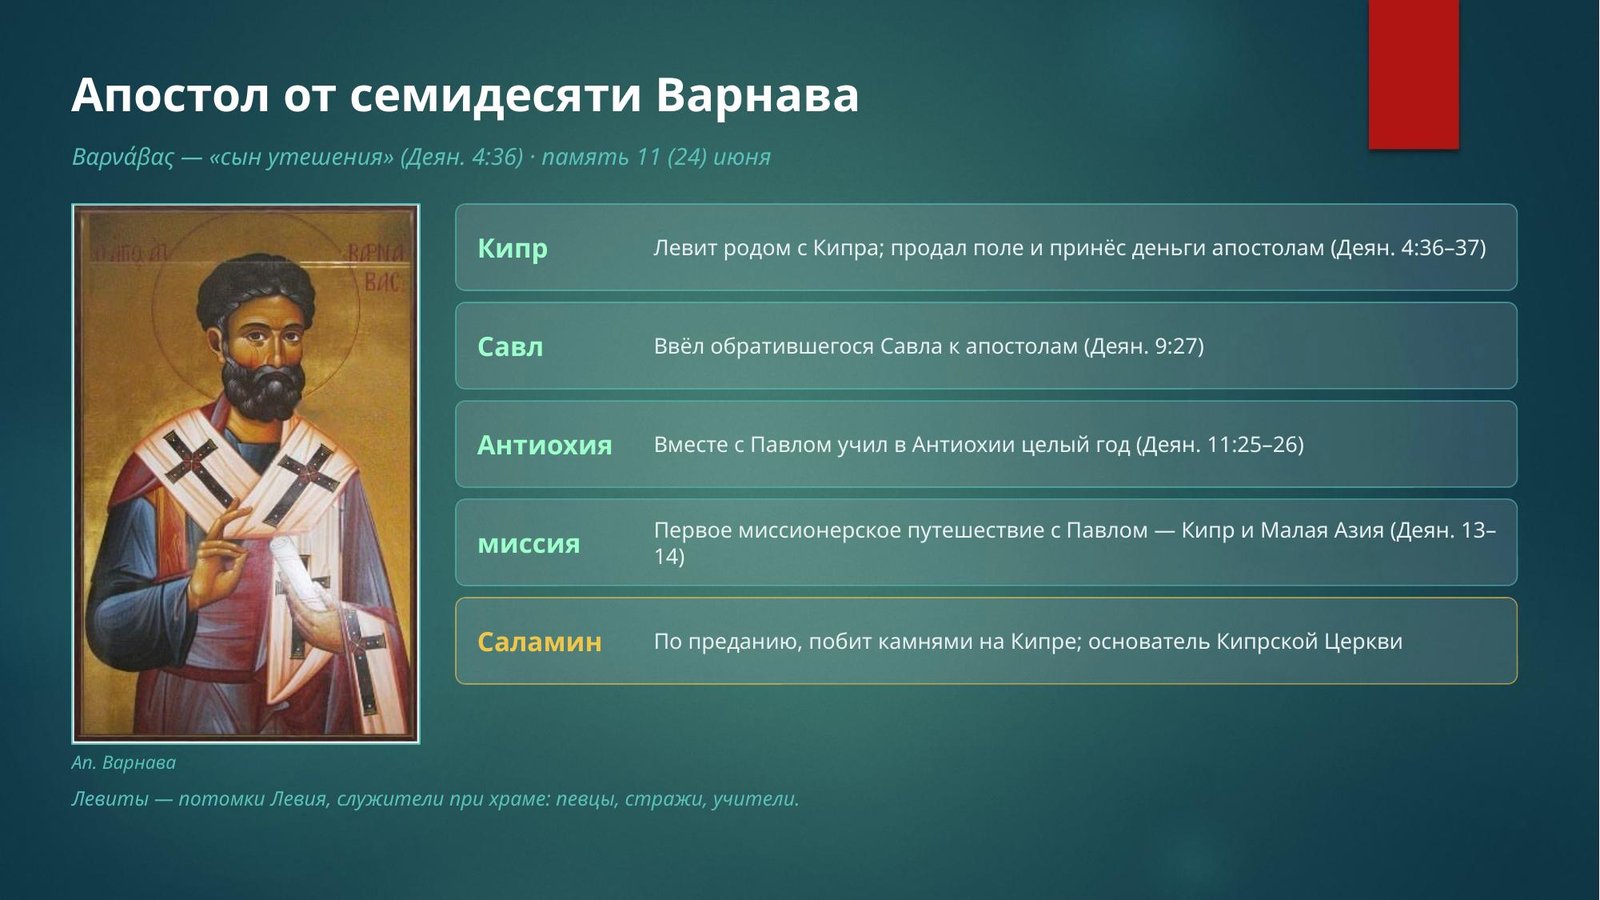 Апостол от семидесяти Варнава
Βαρνάβας — «сын утешения» (Деян. 4:36) · память 11 (24) июня
ΒΑΡΝΑ
ΒΑΣ
Кипр
Левит родом с Кипра; продал поле и принёс деньги апостолам (Деян. 4:36–37)
Савл
Ввёл обратившегося Савла к апостолам (Деян. 9:27)
Антиохия
Вместе с Павлом учил в Антиохии целый год (Деян. 11:25–26)
миссия
Первое миссионерское путешествие с Павлом — Кипр и Малая Азия (Деян. 13–
14)
Саламин
По преданию, побит камнями на Кипре; основатель Кипрской Церкви
Ап. Варнава
Левиты — потомки Левия, служители при храме: певцы, стражи, учители.